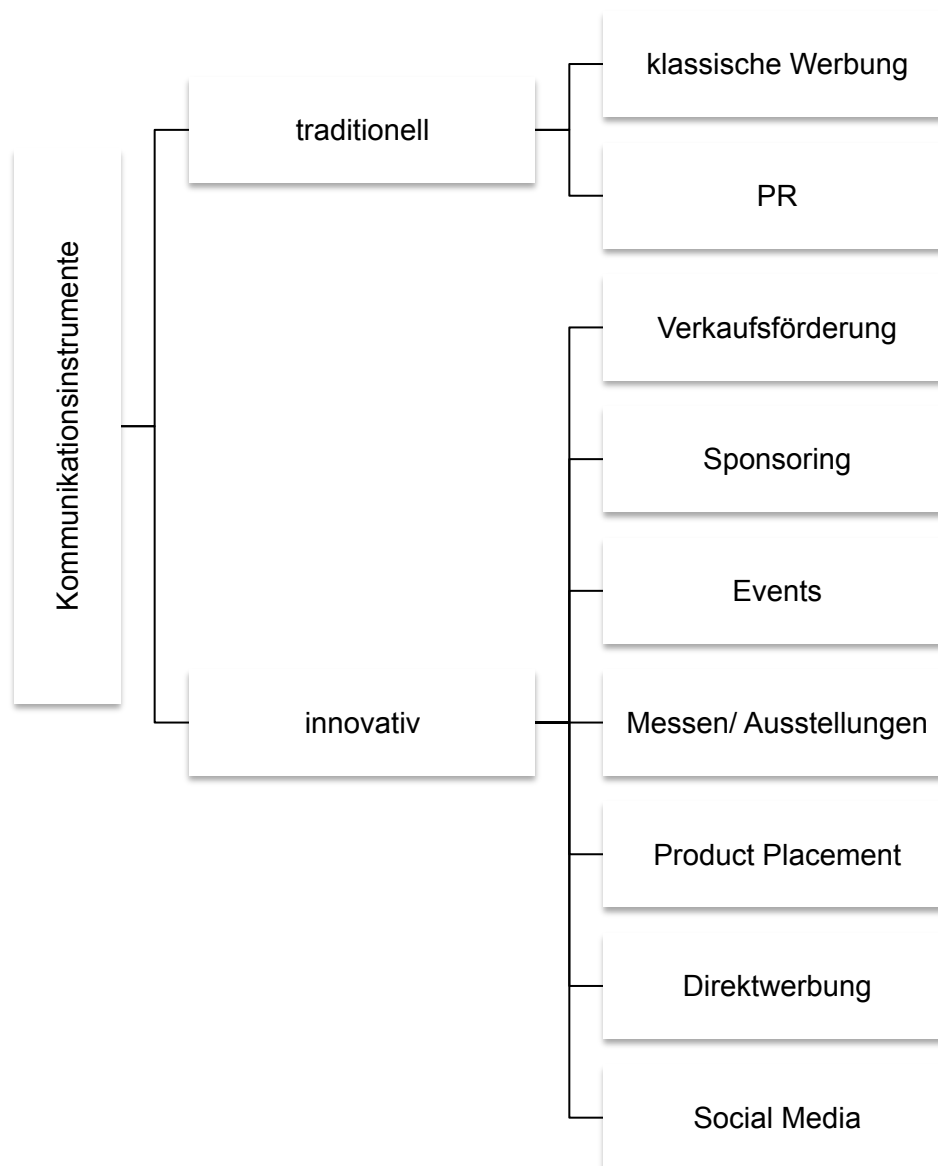 Kommunikationsinstrumente
traditionell
klassische Werbung
PR
innovativ
Verkaufsförderung
Sponsoring
Events
Messen/ Ausstellungen
Product Placement
Direktwerbung
Social Media